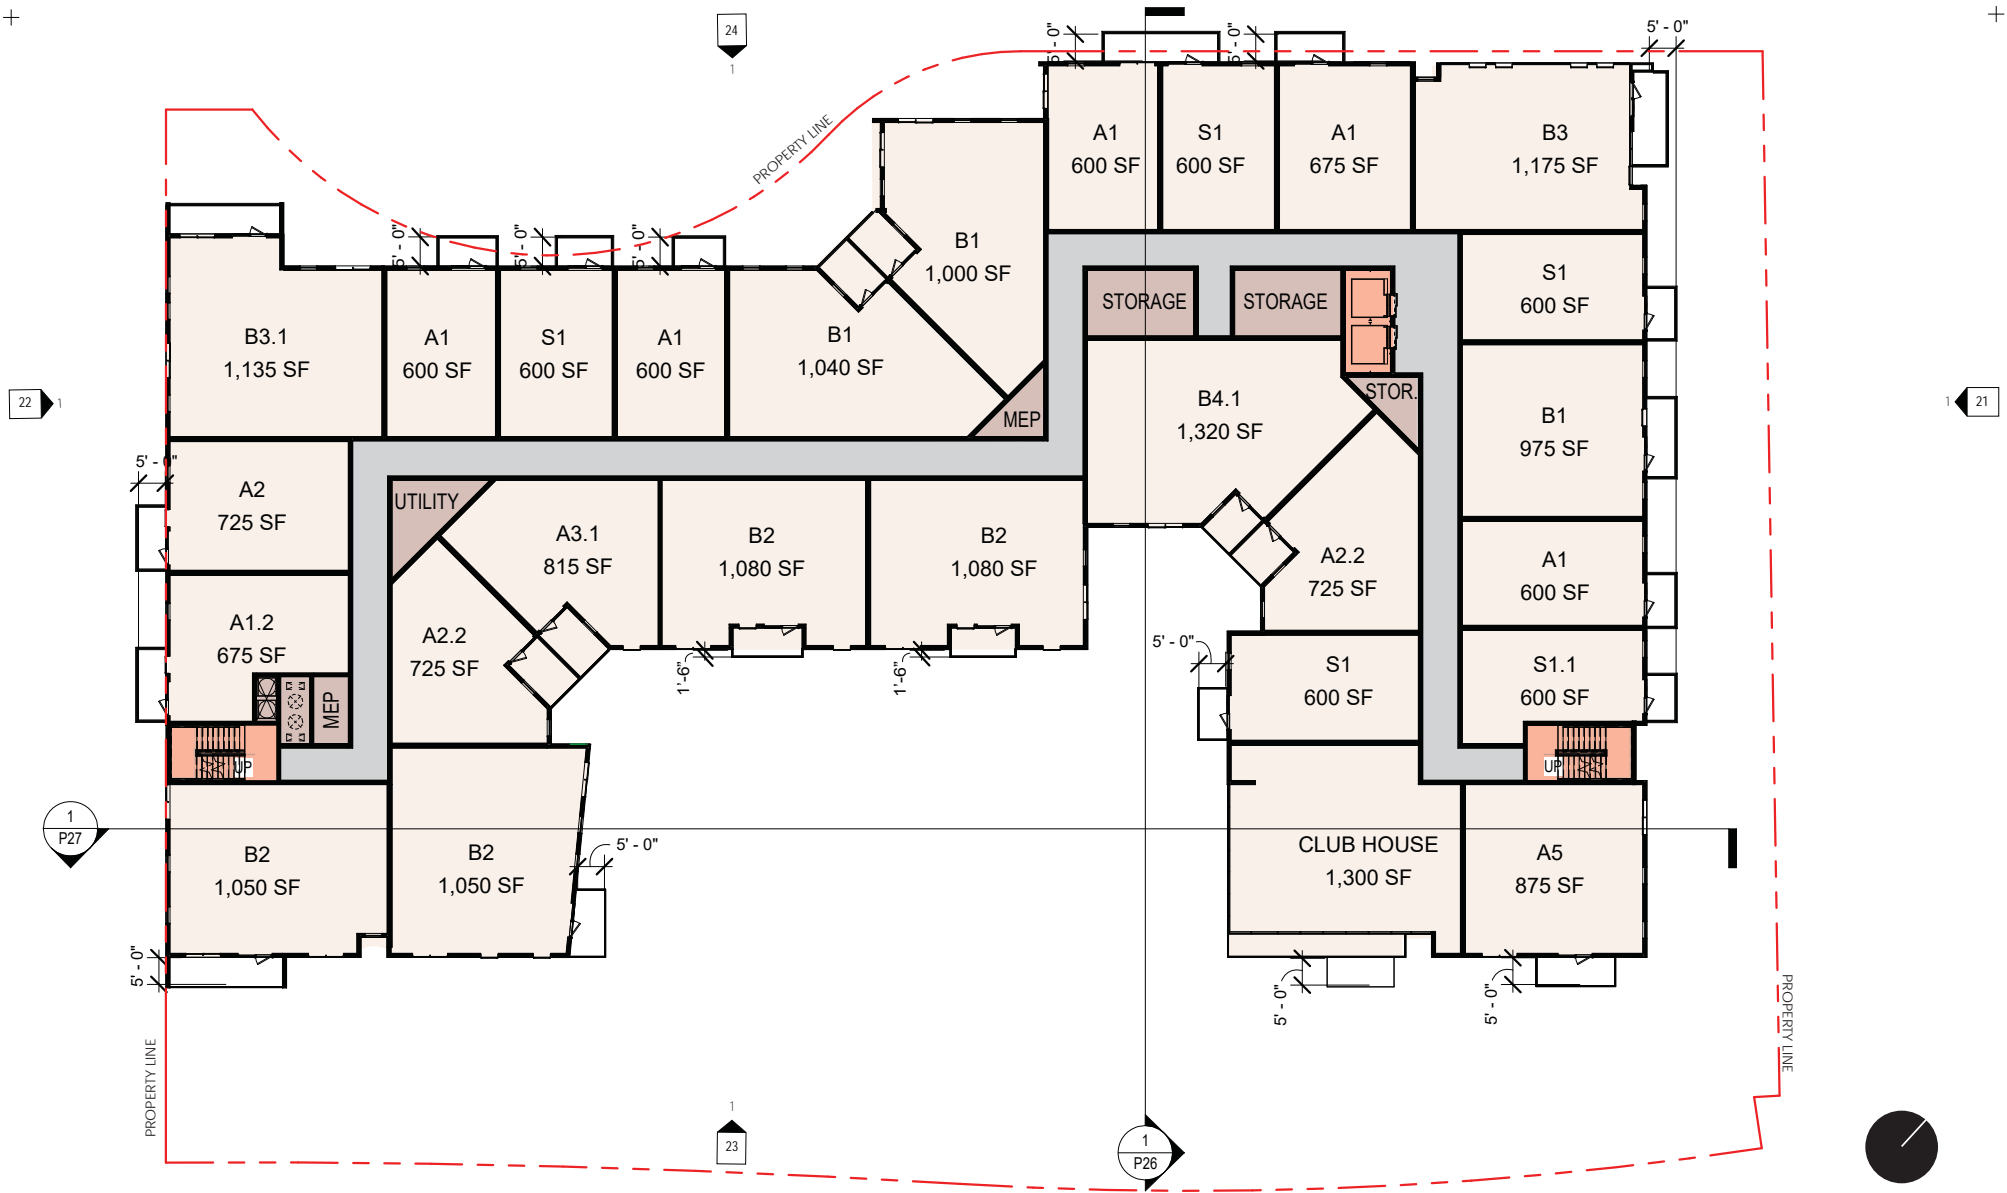 24
1
5' - 0"
5' - 0"
5' - 0"
PROPERTY LINE
A1
600 SF
S1
600 SF
A1
675 SF
B3
1,175 SF
5' - 0"
5' - 0"
5' - 0"
B1
1,000 SF
S1
600 SF
STORAGE
STORAGE
B3.1
1,135 SF
A1
600 SF
S1
600 SF
A1
600 SF
B1
1,040 SF
MEP
STOR.
B4.1
1,320 SF
B1
975 SF
22
1
1
21
5' - 0"
A2
725 SF
UTILITY
A3.1
815 SF
B2
1,080 SF
B2
1,080 SF
A2.2
725 SF
A1
600 SF
A1.2
675 SF
A2.2
725 SF
1'-6"
1'-6"
5' - 0"
S1
600 SF
S1.1
600 SF
MEP
UP
UP
1
P27
B2
1,050 SF
B2
1,050 SF
5' - 0"
CLUB HOUSE
1,300 SF
A5
875 SF
5' - 0"
5' - 0"
5' - 0"
PROPERTY LINE
PROPERTY LINE
1
23
1
P26